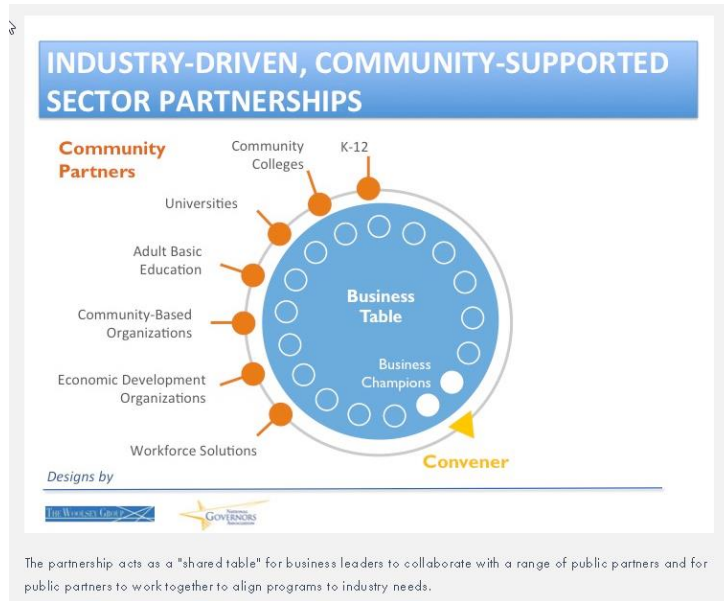 INDUSTRY-DRIVEN, COMMUNITY-SUPPORTED
SECTOR PARTNERSHIPS
Community
Partners
Community
Colleges
K-12
Universities
Adult Basic
Education
Community-Based
Organizations
Economic Development
Organizations
Workforce Solutions
Business
Table
Business
Champions
Convener
Designs by
THE WOOLSEY GROUP
NATIONAL
GOVERNORS
ASSOCIATION
The partnership acts as a "shared table" for business leaders to collaborate with a range of public partners and for
public partners to work together to align programs to industry needs.